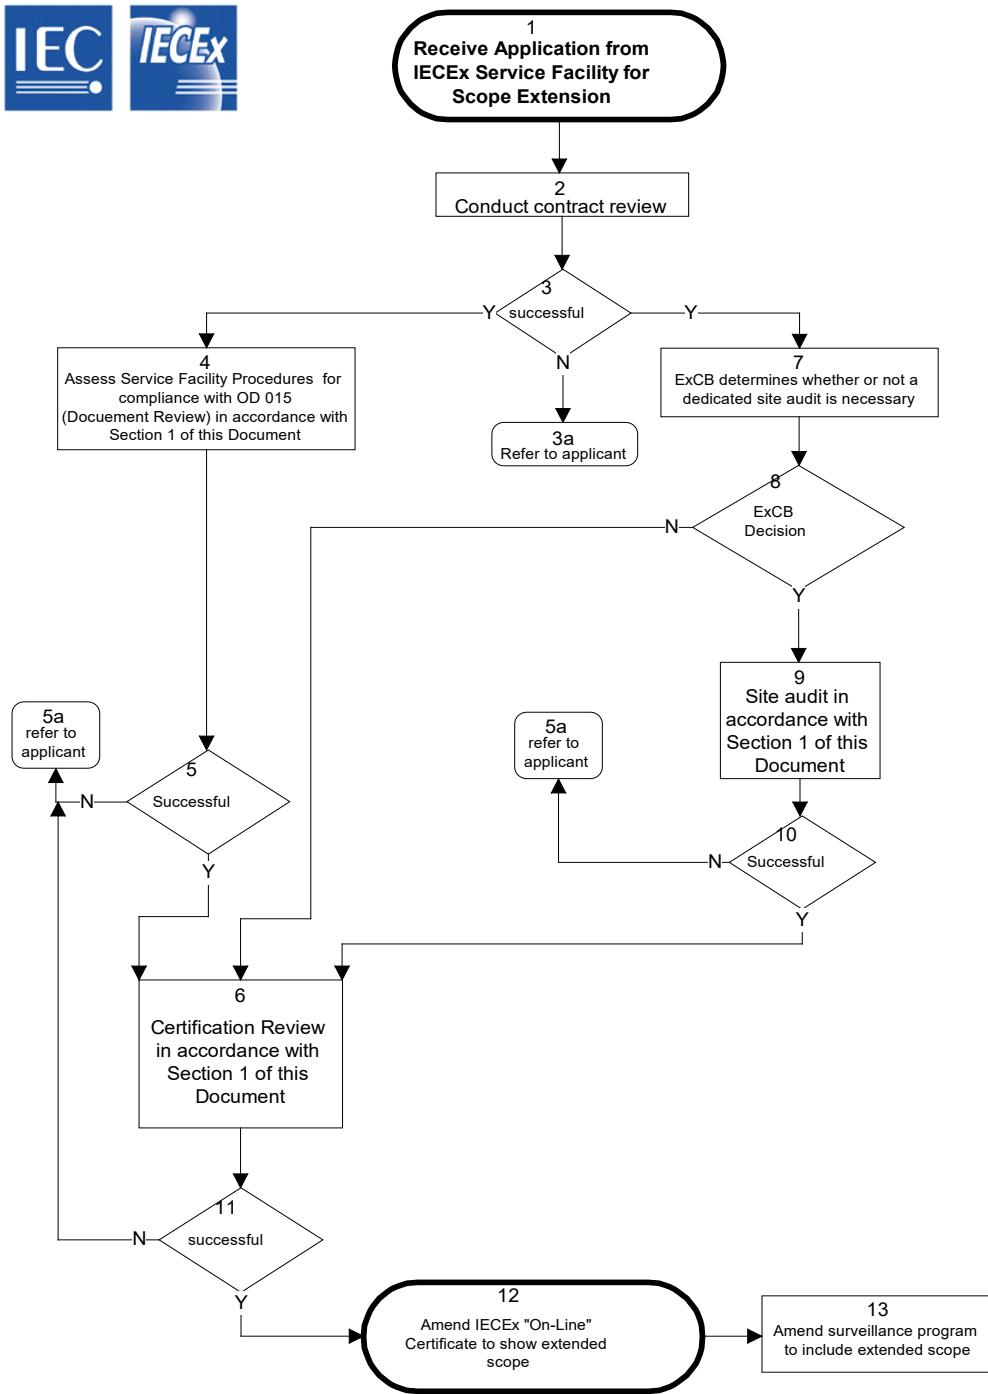 IEC
IECEx
1
Receive Application from
IECEx Service Facility for
Scope Extension
2
Conduct contract review
3
successful
Y
Y
N
4
Assess Service Facility Procedures for
compliance with OD 015
(Docuement Review) in accordance with
Section 1 of this Document
7
ExCB determines whether or not a
dedicated site audit is necessary
3a
Refer to applicant
8
ExCB
Decision
N
Y
9
Site audit in
accordance with
Section 1 of this
Document
5a
refer to
applicant
5a
refer to
applicant
5
Successful
N
Y
10
Successful
N
Y
6
Certification Review
in accordance with
Section 1 of this
Document
11
successful
N
Y
12
Amend IECEx "On-Line"
Certificate to show extended
scope
13
Amend surveillance program
to include extended scope